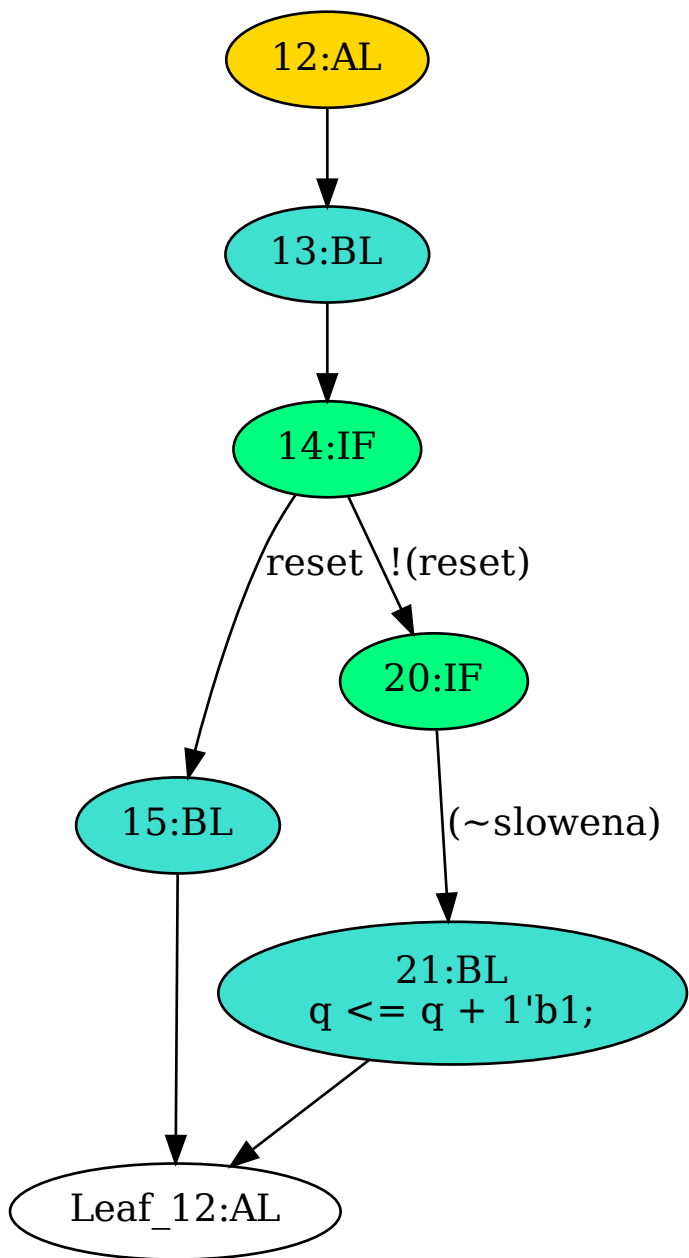 12:AL
13:BL
14:IF
reset
!(reset)
20:IF
15:BL
(~slowena)
21:BL
q <= q + 1'b1;
Leaf_12:AL